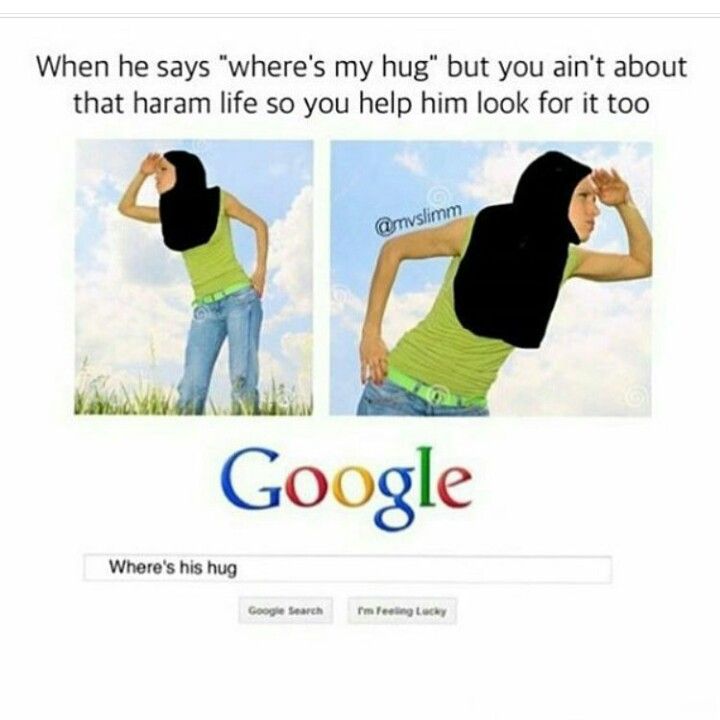 When he says "where's my hug" but you ain't about
that haram life so you help him look for it too
@mvslimm
Google
Where's his hug
Google Search
I'm Feeling Lucky